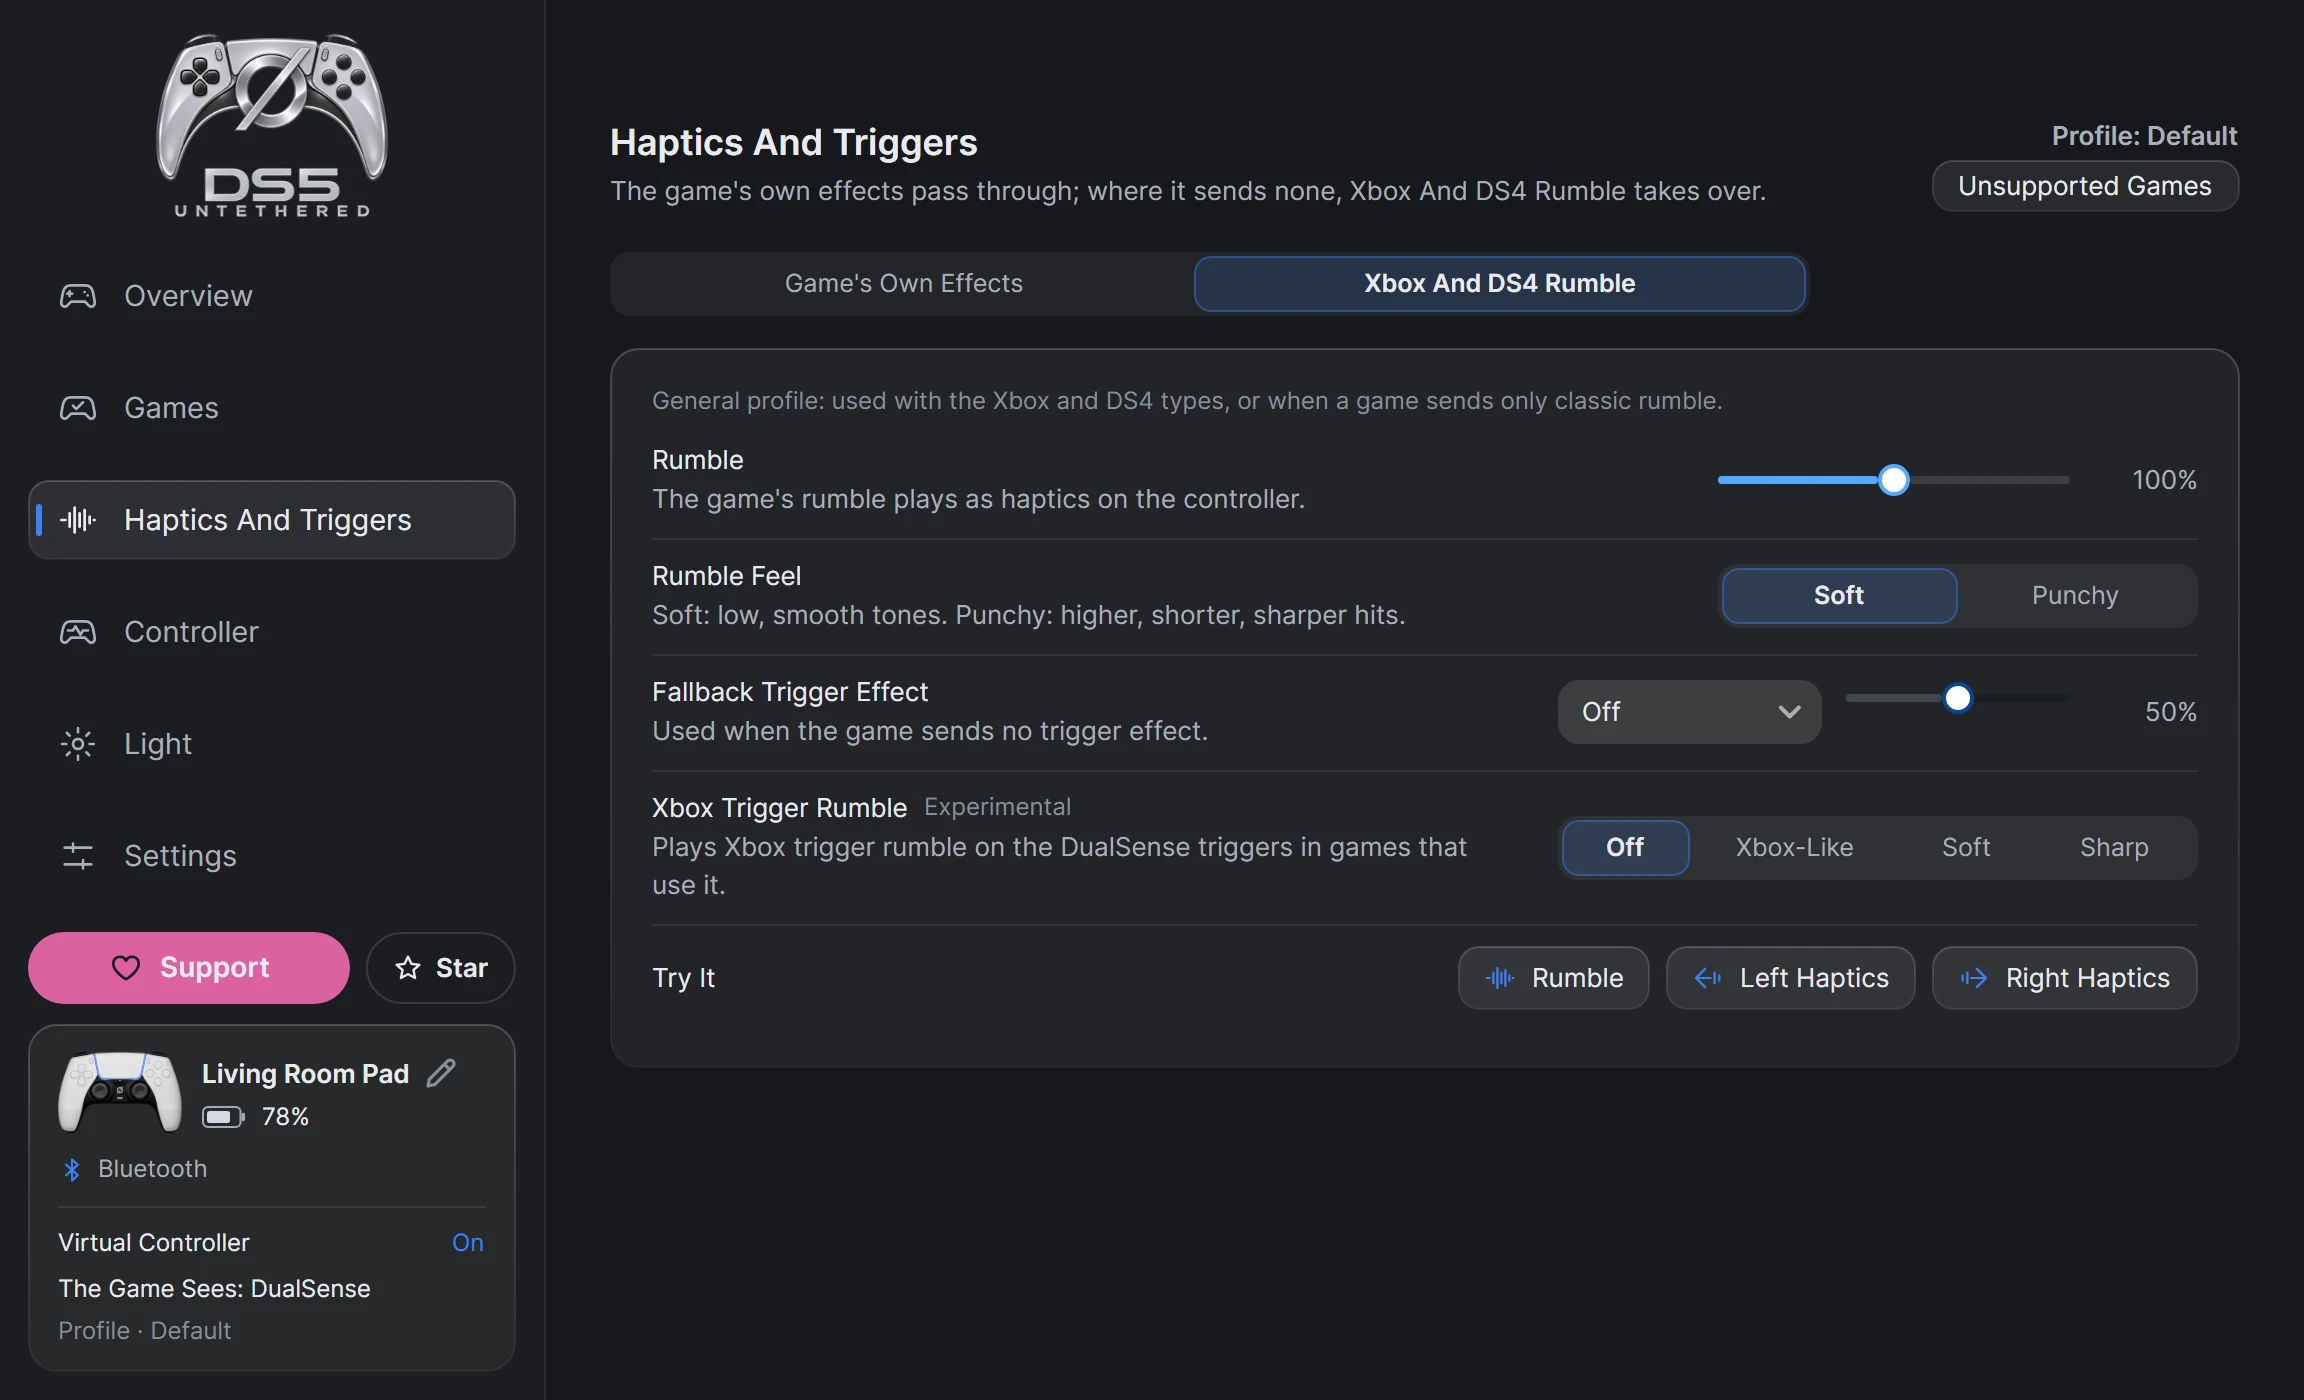 DS5
UNTETHERED
Overview
Games
Haptics And Triggers
Controller
Light
Settings
Support
Star
Living Room Pad
78%
Bluetooth
Virtual Controller
On
The Game Sees: DualSense
Profile · Default
Haptics And Triggers
The game's own effects pass through; where it sends none, Xbox And DS4 Rumble takes over.
Profile: Default
Unsupported Games
Game's Own Effects
Xbox And DS4 Rumble
General profile: used with the Xbox and DS4 types, or when a game sends only classic rumble.
Rumble
The game's rumble plays as haptics on the controller.
100%
Rumble Feel
Soft: low, smooth tones. Punchy: higher, shorter, sharper hits.
Soft
Punchy
Fallback Trigger Effect
Used when the game sends no trigger effect.
Off
50%
Xbox Trigger Rumble Experimental
Plays Xbox trigger rumble on the DualSense triggers in games that
use it.
Off
Xbox-Like
Soft
Sharp
Try It
Rumble
Left Haptics
Right Haptics